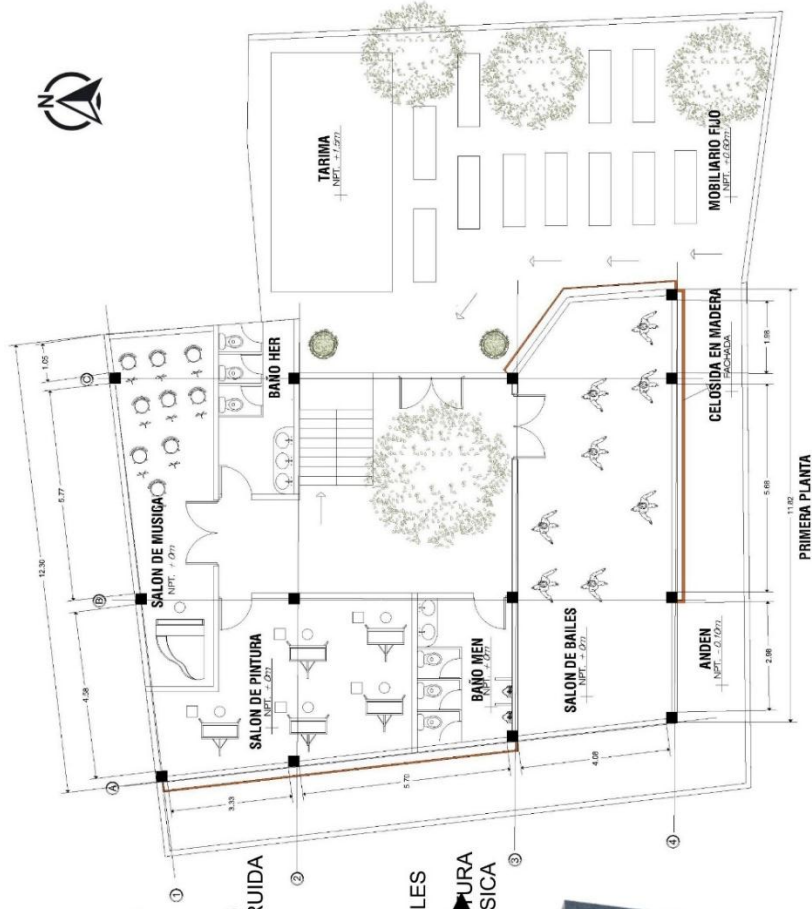 N
TARIMA
NPT. +1.5m
MOBILIARIO FIJO
NPT. +0.60m
BAÑO HER
SALON DE MUSICA
NPT. + 0m
SALON DE PINTURA
NPT. + 0m
BAÑO MEN
NPT. + 0m
SALON DE BAILES
NPT. + 0m
ANDEN
NPT. - 0.10m
CELOSIDA EN MADERA
FACHADA
PRIMERA PLANTA
12.30
4.58
5.77
1.05
3.33
5.70
4.08
2.98
5.68
1.98
11.82
A
B
C
1
2
3
4
RUIDA
LES
URA
SICA